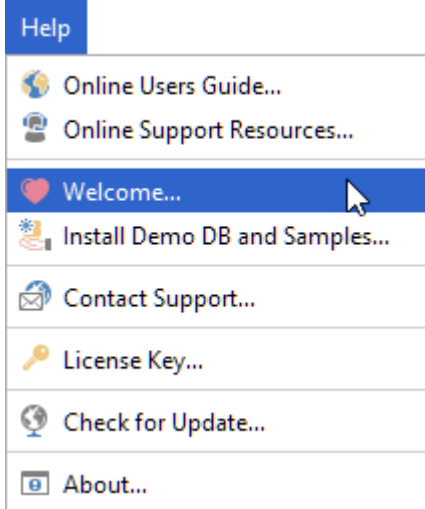 Help
Online Users Guide...
Online Support Resources...
Welcome...
Install Demo DB and Samples...
Contact Support...
License Key...
Check for Update...
About...